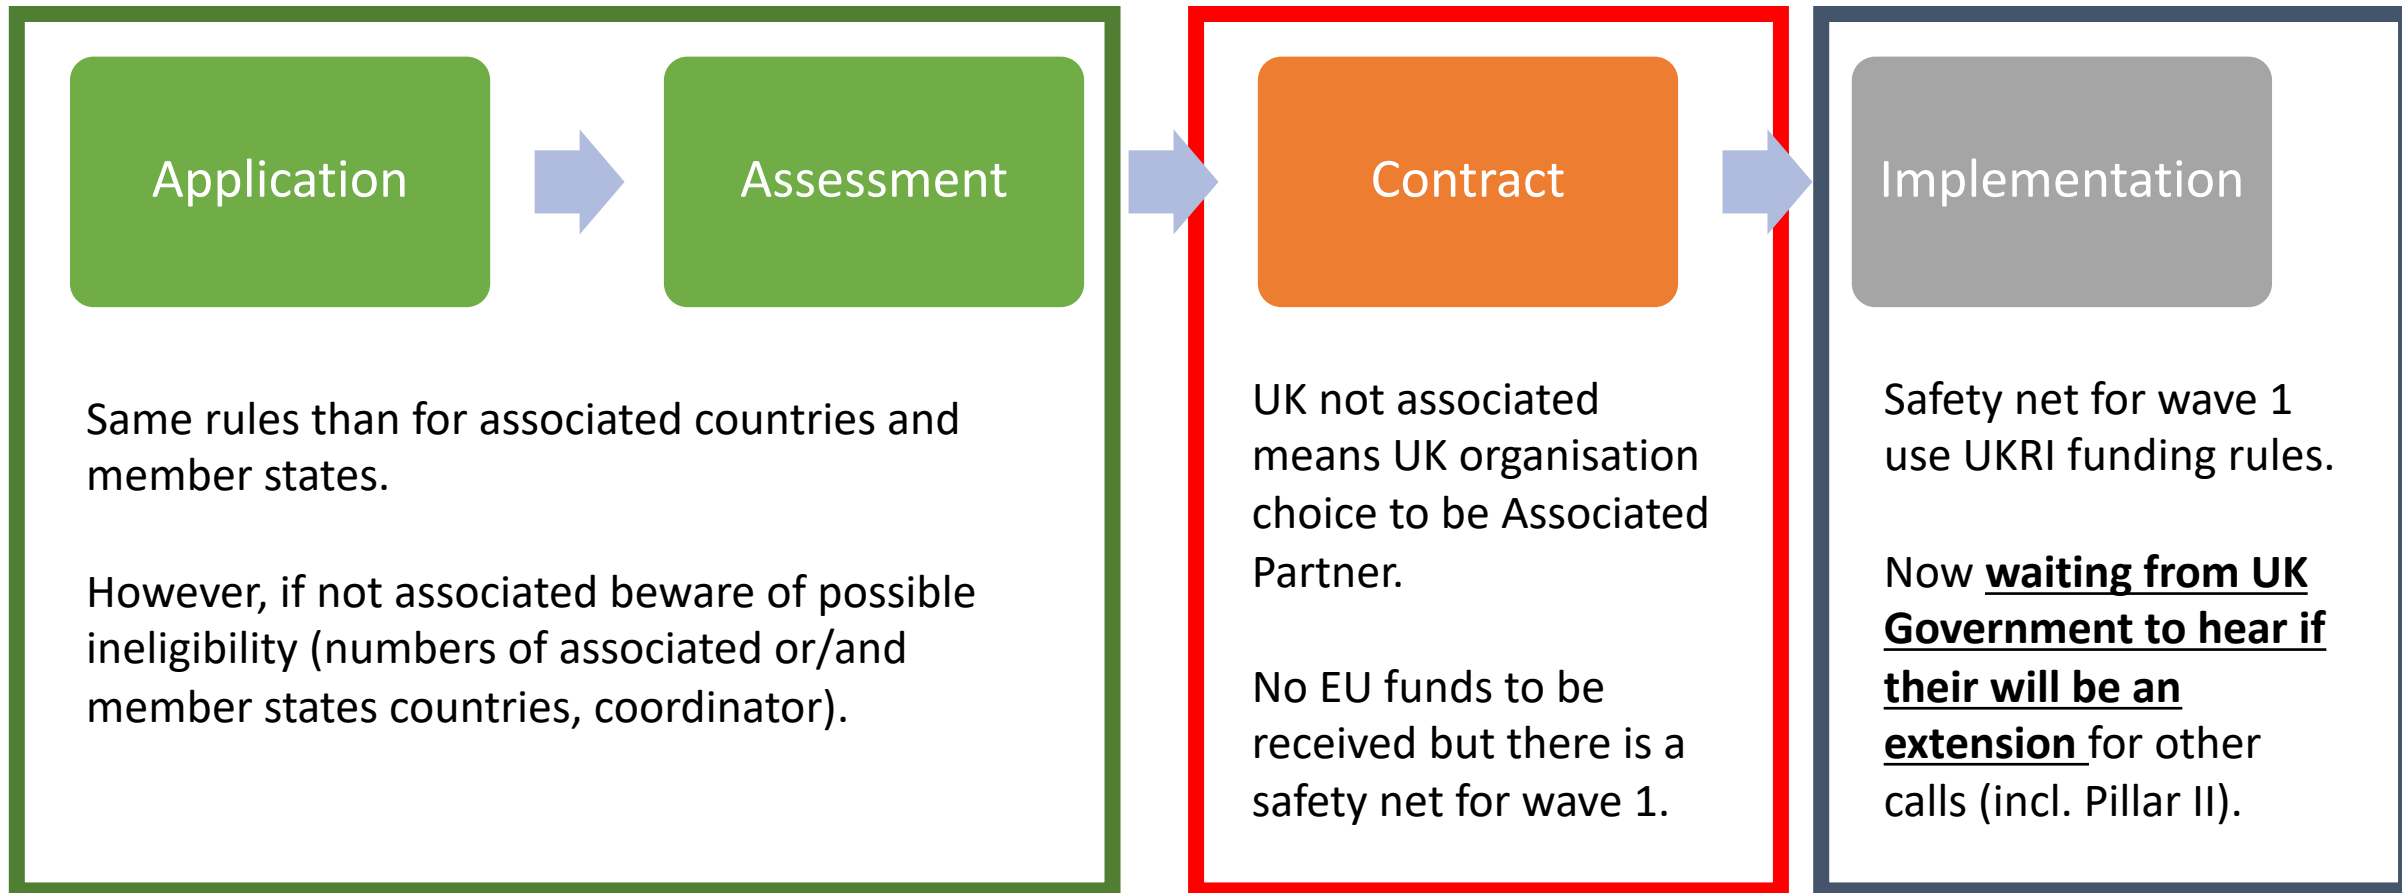 Application
Assessment
Contract
Implementation
Same rules than for associated countries and
member states.
However, if not associated beware of possible
ineligibility (numbers of associated or/and
member states countries, coordinator).
UK not associated
means UK organisation
choice to be Associated
Partner.
No EU funds to be
received but there is a
safety net for wave 1.
Safety net for wave 1
use UKRI funding rules.
Now waiting from UK
Government to hear if
their will be an
extension for other
calls (incl. Pillar II).